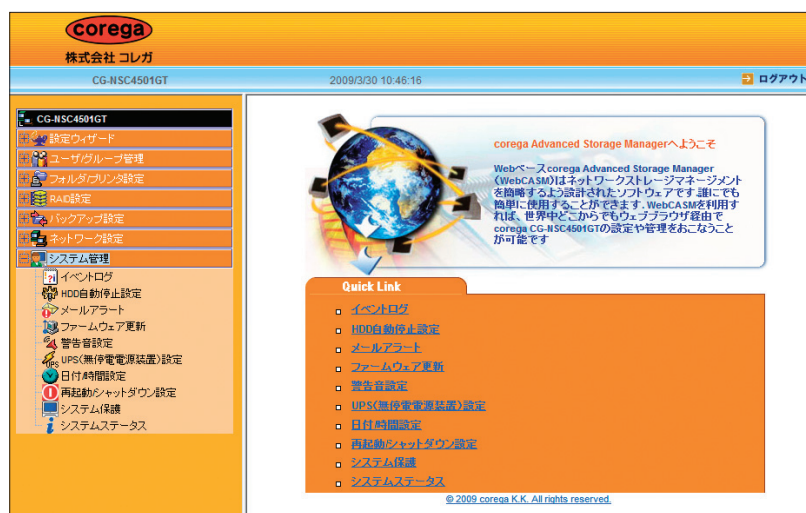 corega
株式会社 コレガ
CG-NSC4501GT
2009/3/30 10:46:16
ログアウト
CG-NSC4501GT
設定ウィザード
ユーザ/グループ管理
フォルダ/プリンタ設定
RAID設定
バックアップ設定
ネットワーク設定
システム管理
イベントログ
HDD自動停止設定
メールアラート
ファームウェア更新
警告音設定
UPS(無停電電源装置)設定
日付/時間設定
再起動/シャットダウン設定
システム保護
システムステータス
corega Advanced Storage Managerへようこそ
Webベースcorega Advanced Storage Manager
(WebCASM)はネットワークストレージマネージメント
を簡略するよう設計されたソフトウェアです誰にでも
簡単に使用することができます. WebCASMを利用す
れば、世界中どこからでもウェブブラウザ経由で
corega CG-NSC4501GTの設定や管理をおこなうこと
が可能です
Quick Link
イベントログ
HDD自動停止設定
メールアラート
ファームウェア更新
警告音設定
UPS(無停電電源装置)設定
日付/時間設定
再起動/シャットダウン設定
システム保護
システムステータス
© 2009 corega K.K. All rights reserved.